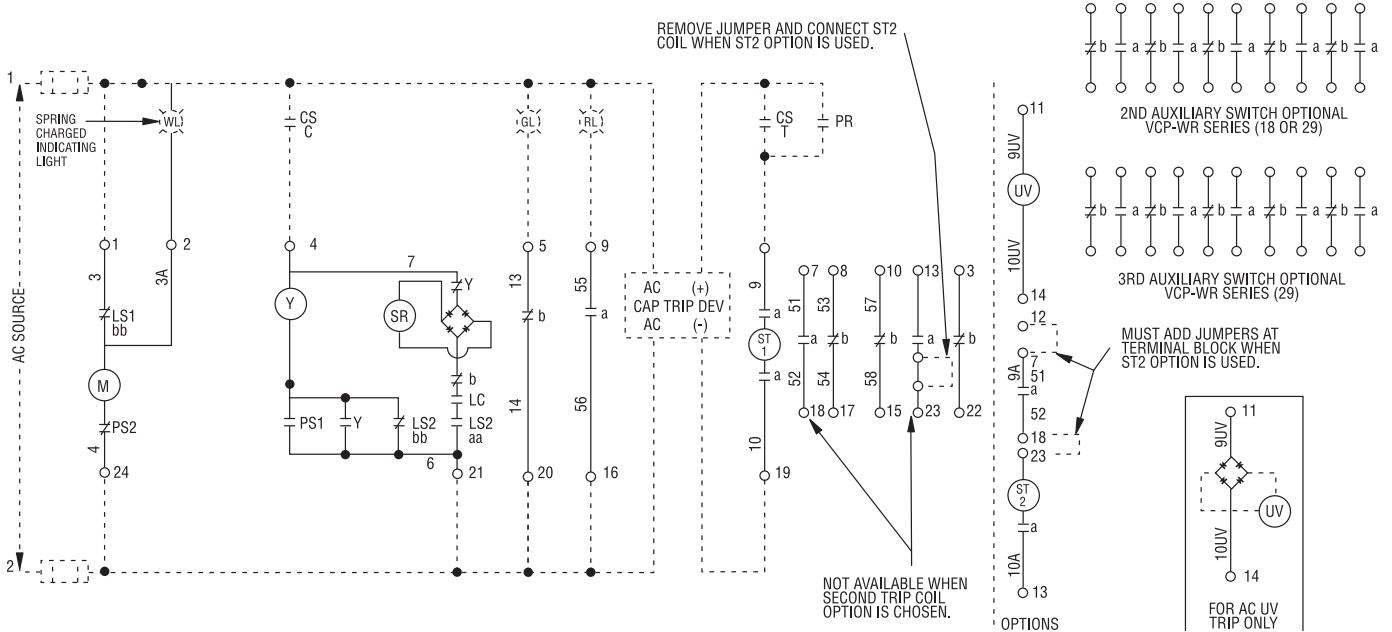 REMOVE JUMPER AND CONNECT ST2
COIL WHEN ST2 OPTION IS USED.
b a b a b a b a b a
2ND AUXILIARY SWITCH OPTIONAL
VCP-WR SERIES (18 OR 29)
b a b a b a b a b a
3RD AUXILIARY SWITCH OPTIONAL
VCP-WR SERIES (29)
1
SPRING
CHARGED
INDICATING
LIGHT
WL
CS
C
GL
RL
CS
T
PR
AC SOURCE
1
2
4
5
9
3
3A
7
Y
13
55
LS1
bb
Y
SR
b
a
AC (+)
CAP TRIP DEV
AC (-)
M
b
LC
PS2
PS1
Y
LS2
bb
LS2
aa
14
56
4
6
24
21
20
16
2
9
a
ST
1
a
10
19
7
8
10
13
3
51
53
57
a
b
b
a
b
52
54
58
18
17
15
23
22
NOT AVAILABLE WHEN
SECOND TRIP COIL
OPTION IS CHOSEN.
11
9UV
UV
10UV
14
12
7
9A
51
a
52
18
23
ST
2
a
10A
13
OPTIONS
MUST ADD JUMPERS AT
TERMINAL BLOCK WHEN
ST2 OPTION IS USED.
11
9UV
UV
10UV
14
FOR AC UV
TRIP ONLY